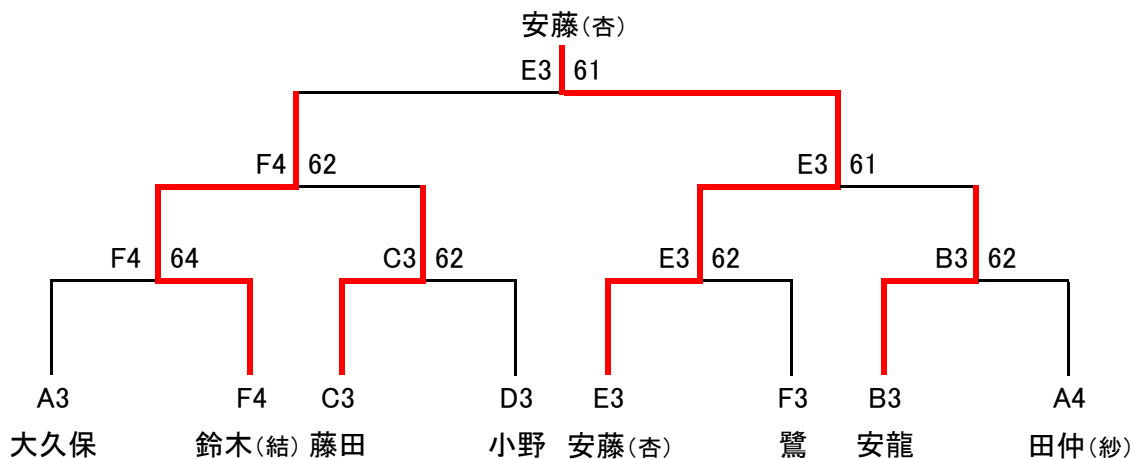 安藤(杏)
E3 61
F4 62 E3 61
F4 64 C3 62 E3 62 B3 62
A3 F4 C3 D3 E3 F3 B3 A4
大久保 鈴木(結) 藤田 小野 安藤(杏) 鷺 安龍 田仲(紗)